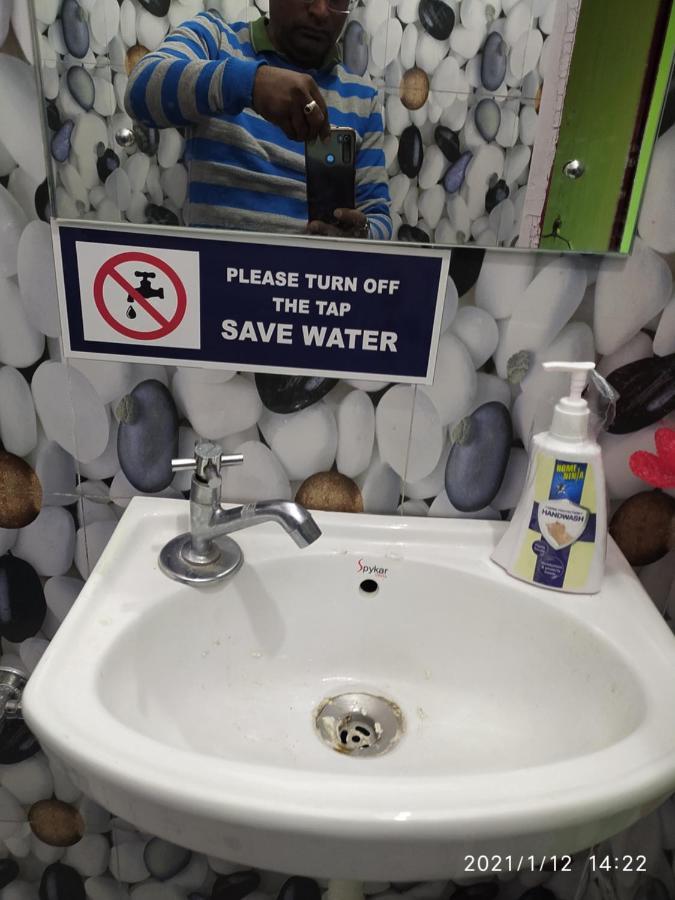 PLEASE TURN OFF
THE TAP
SAVE WATER
HOME
NINJA
HANDWASH
Spykar
2021/1/12 14:22